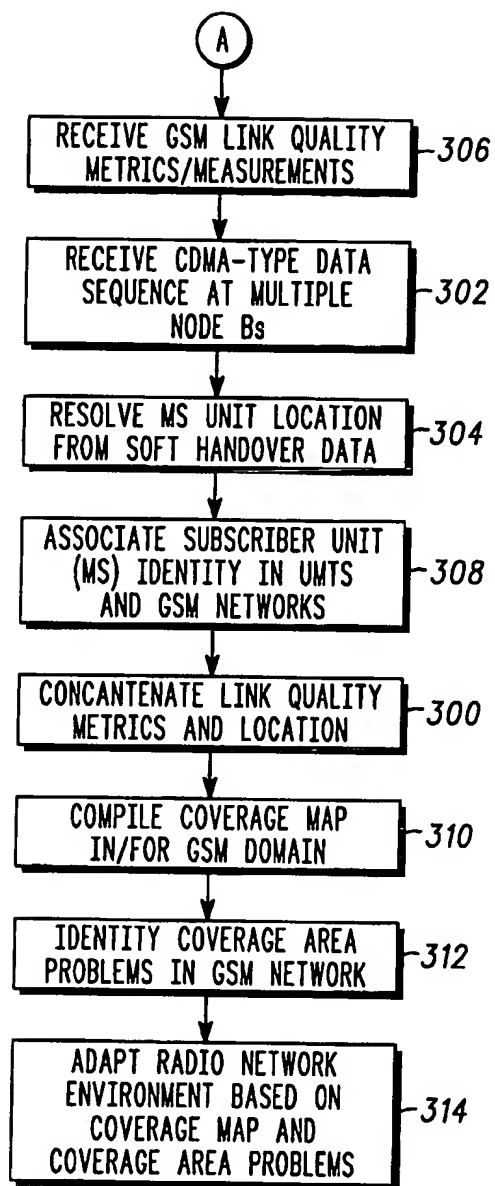 A
RECEIVE GSM LINK QUALITY
METRICS/MEASUREMENTS
306
RECEIVE CDMA-TYPE DATA
SEQUENCE AT MULTIPLE
NODE Bs
302
RESOLVE MS UNIT LOCATION
FROM SOFT HANDOVER DATA
304
ASSOCIATE SUBSCRIBER UNIT
(MS) IDENTITY IN UMTS
AND GSM NETWORKS
308
CONCANTENATE LINK QUALITY
METRICS AND LOCATION
300
COMPILE COVERAGE MAP
IN/FOR GSM DOMAIN
310
IDENTITY COVERAGE AREA
PROBLEMS IN GSM NETWORK
312
ADAPT RADIO NETWORK
ENVIRONMENT BASED ON
COVERAGE MAP AND
COVERAGE AREA PROBLEMS
314